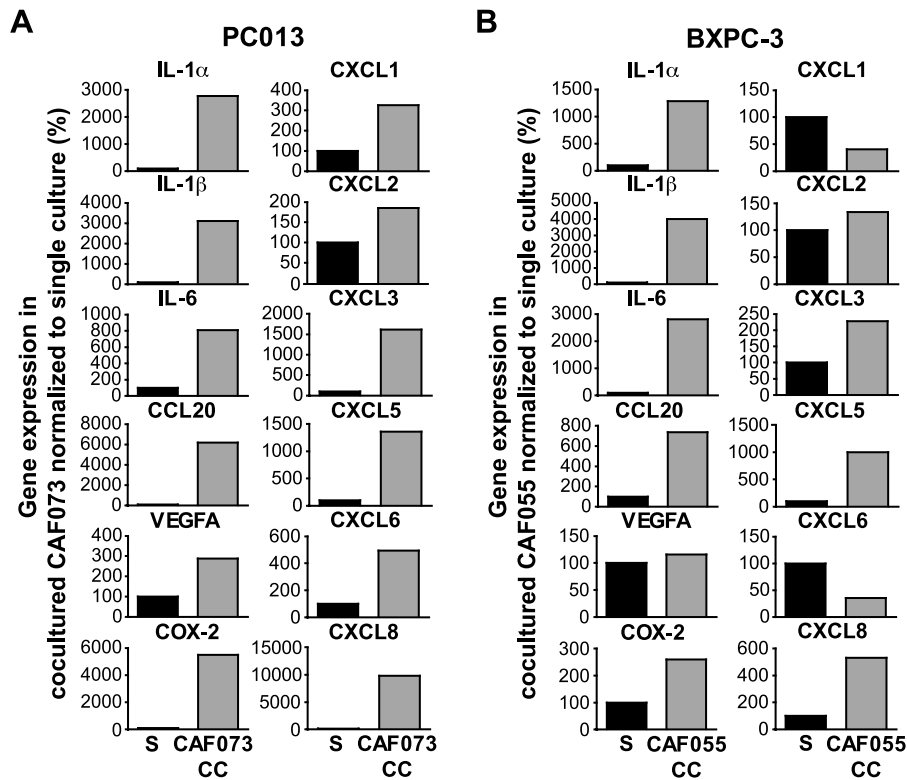 A
PC013
Gene expression in
cocultured CAF073 normalized to single culture (%)
IL-1α
3000
2000
1000
0
CXCL1
400
300
200
100
0
IL-1β
4000
3000
2000
1000
0
CXCL2
200
150
100
50
0
IL-6
800
600
400
200
0
CXCL3
2000
1500
1000
500
0
CCL20
8000
6000
4000
2000
0
CXCL5
1500
1000
500
0
VEGFA
400
300
200
100
0
CXCL6
600
400
200
0
COX-2
6000
4000
2000
0
CXCL8
15000
10000
5000
0
S CAF073
CC
S CAF073
CC
B
BXPC-3
Gene expression in
cocultured CAF055 normalized to single culture (%)
IL-1α
1500
1000
500
0
CXCL1
150
100
50
0
IL-1β
5000
4000
3000
2000
1000
0
CXCL2
150
100
50
0
IL-6
3000
2000
1000
0
CXCL3
250
200
150
100
50
0
CCL20
800
600
400
200
0
CXCL5
1500
1000
500
0
VEGFA
150
100
50
0
CXCL6
150
100
50
0
COX-2
300
200
100
0
CXCL8
600
400
200
0
S CAF055
CC
S CAF055
CC